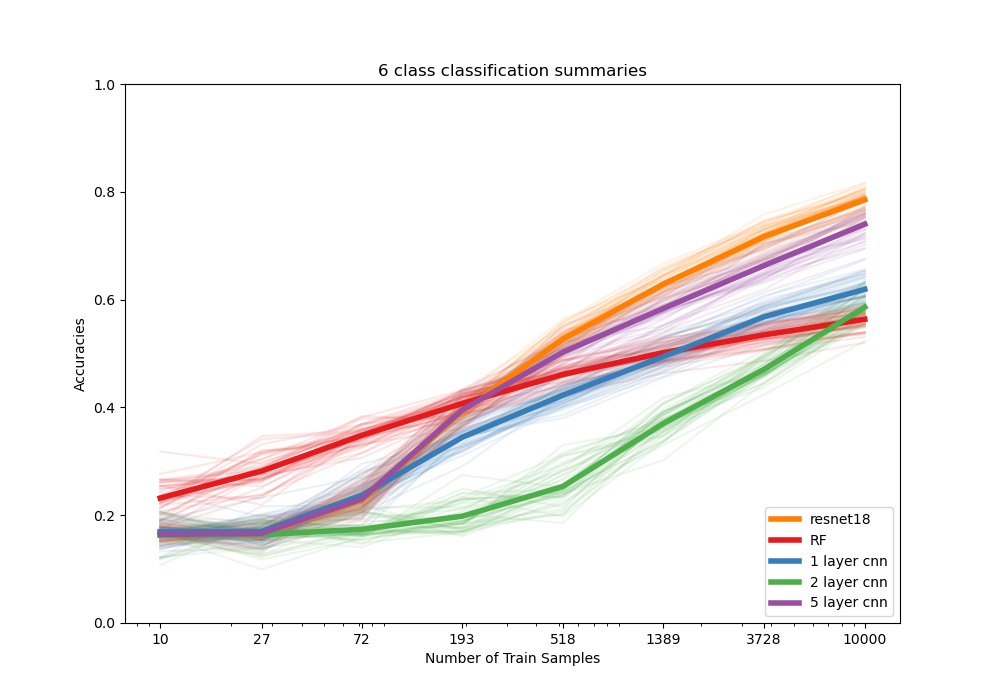 6 class classification summaries
1.0
0.8
0.6
0.4
0.2
0.0
Accuracies
10 27 72 193 518 1389 3728 10000
Number of Train Samples
resnet18
RF
1 layer cnn
2 layer cnn
5 layer cnn